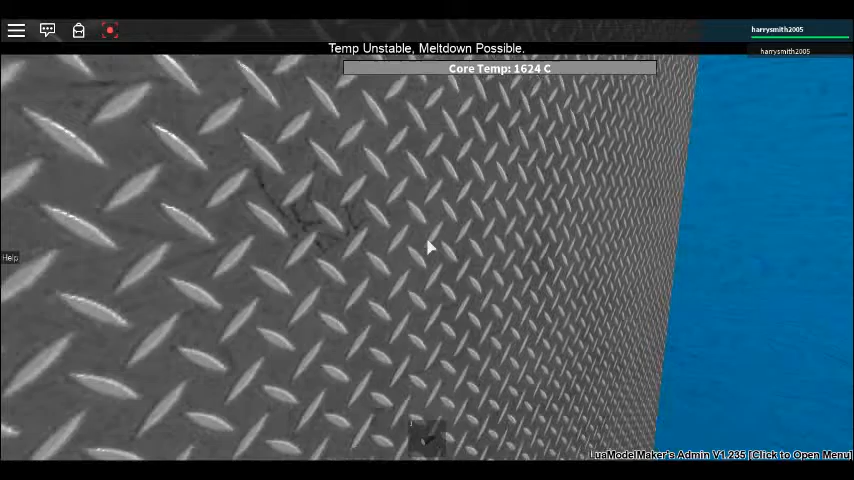 harrysmith2005
Temp Unstable, Meltdown Possible.
harrysmith2005
Core Temp: 1624 C
Help
LuaModelMaker's Admin V1.235 [Click to Open Menu]